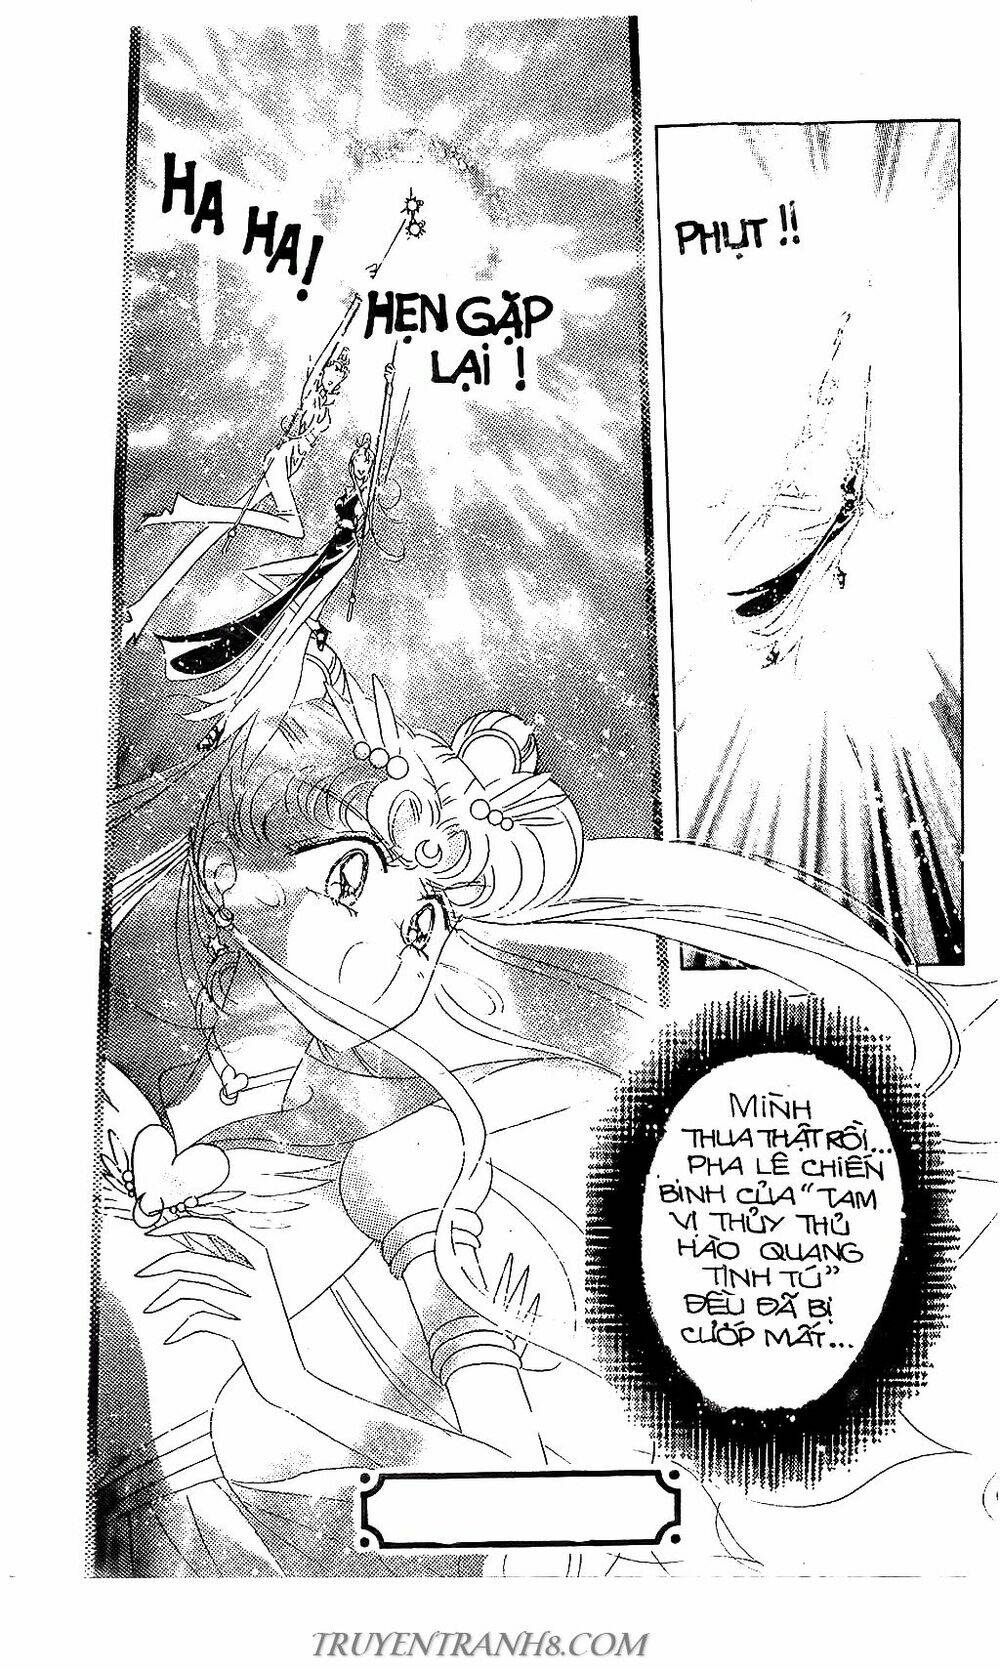 HA HA!
HẸN GẶP
LẠI !
PHỤT !!
MÌNH
THUA THẬT RỒI...
PHA LÊ CHIẾN
BINH CỦA "TAM
VỊ THỦY THỦ
HÀO QUANG
TINH TÚ"
ĐỀU ĐÃ BỊ
CƯỚP MẤT...
TRUYENTRANH8.COM